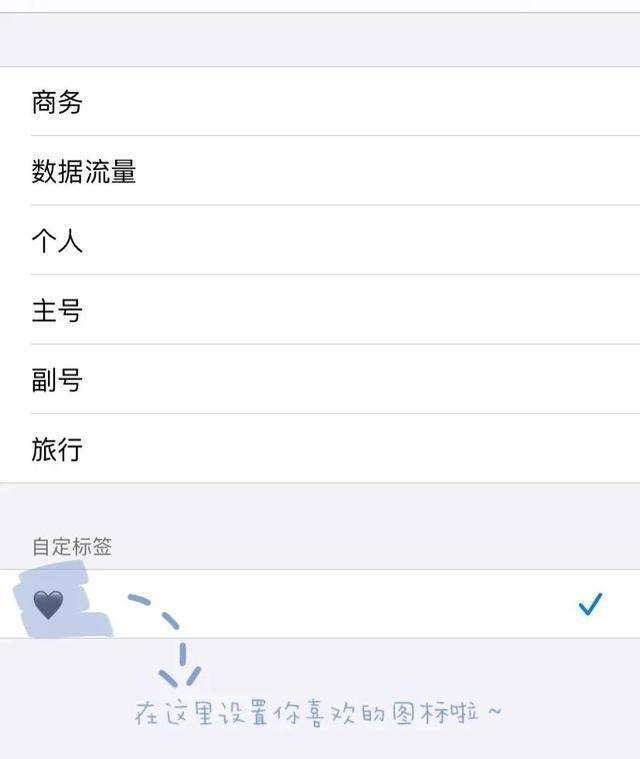 商务
数据流量
个人
主号
副号
旅行
自定标签
🖤
在这里设置你喜欢的图标啦~